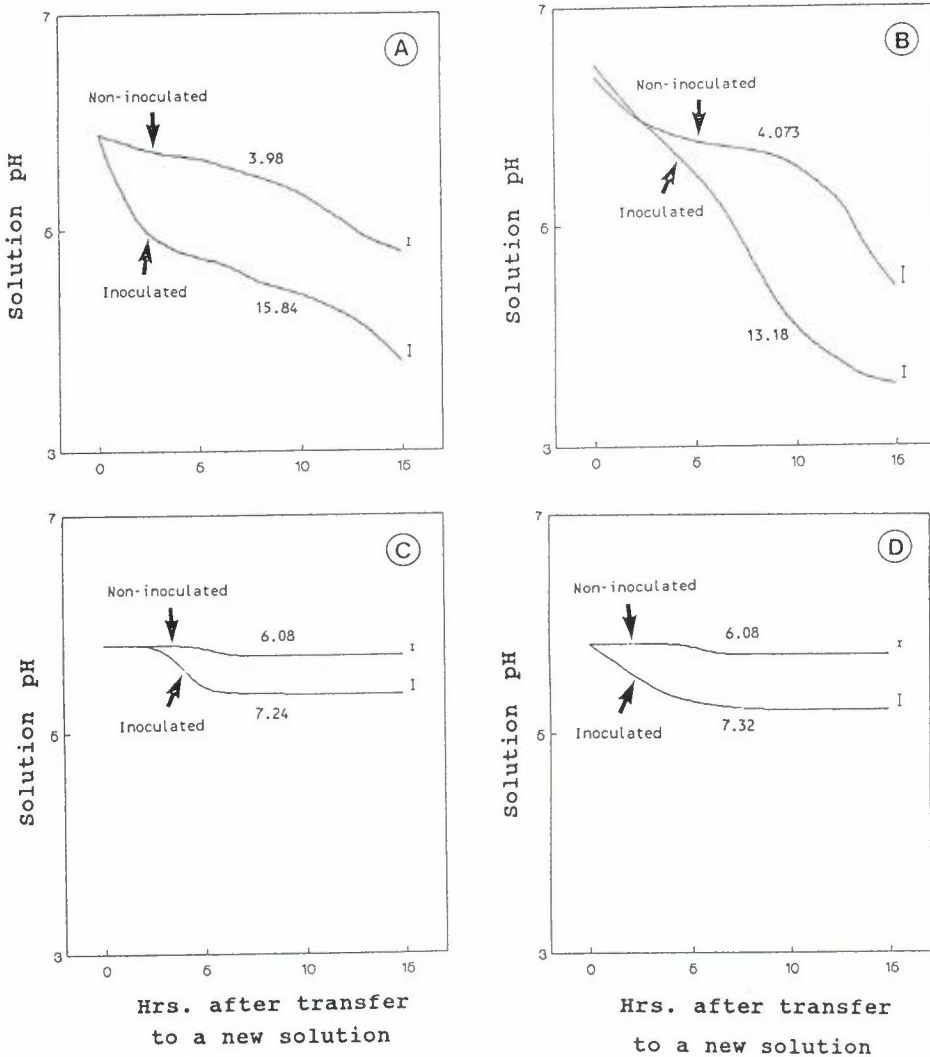 7
A
Non-inoculated
3.98
5
Inoculated
15.84
3
0
5
10
15
Solution pH
7
B
Non-inoculated
4.073
5
Inoculated
13.18
3
0
5
10
15
Solution pH
7
C
Non-inoculated
6.08
5
Inoculated
7.24
3
0
5
10
15
Solution pH
Hrs. after transfer
to a new solution
7
D
Non-inoculated
6.08
5
Inoculated
7.32
3
0
5
10
15
Solution pH
Hrs. after transfer
to a new solution